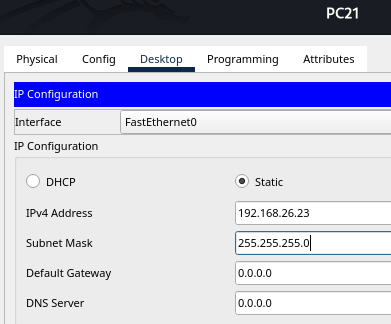 PC21
Physical Config Desktop Programming Attributes
IP Configuration
Interface FastEthernet0
IP Configuration
DHCP Static
IPv4 Address 192.168.26.23
Subnet Mask 255.255.255.0
Default Gateway 0.0.0.0
DNS Server 0.0.0.0